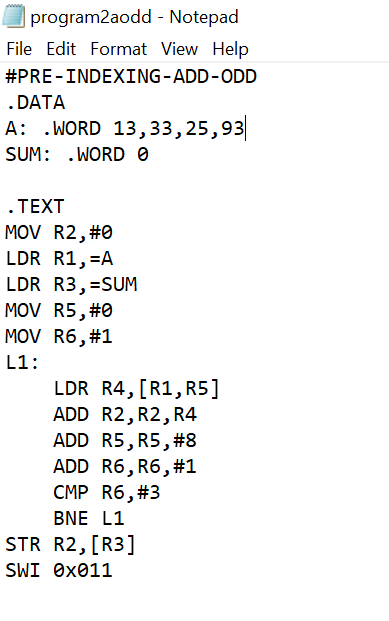 program2aodd - Notepad
File Edit Format View Help
#PRE-INDEXING-ADD-ODD
.DATA
A: .WORD 13,33,25,93
SUM: .WORD 0

.TEXT
MOV R2,#0
LDR R1,=A
LDR R3,=SUM
MOV R5,#0
MOV R6,#1
L1:
    LDR R4,[R1,R5]
    ADD R2,R2,R4
    ADD R5,R5,#8
    ADD R6,R6,#1
    CMP R6,#3
    BNE L1
STR R2,[R3]
SWI 0x011